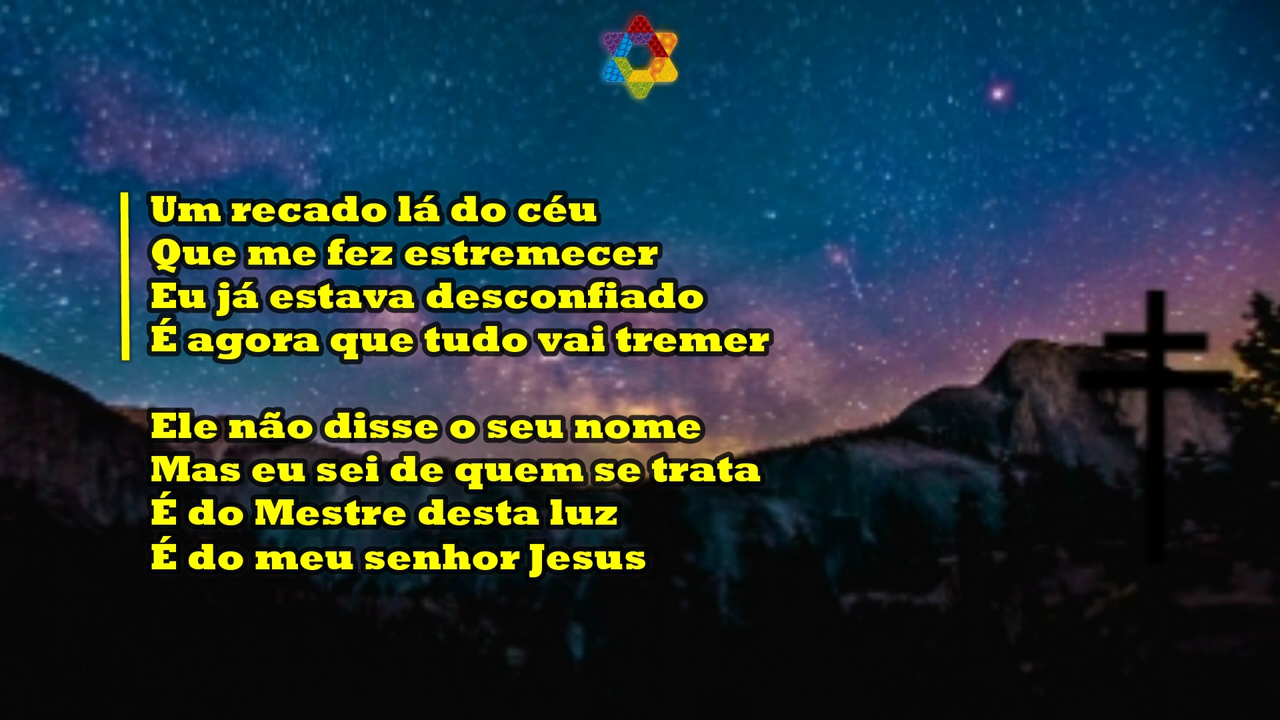 Um recado lá do céu
Que me fez estremecer
Eu já estava desconfiado
É agora que tudo vai tremer
Ele não disse o seu nome
Mas eu sei de quem se trata
É do Mestre desta luz
É do meu senhor Jesus